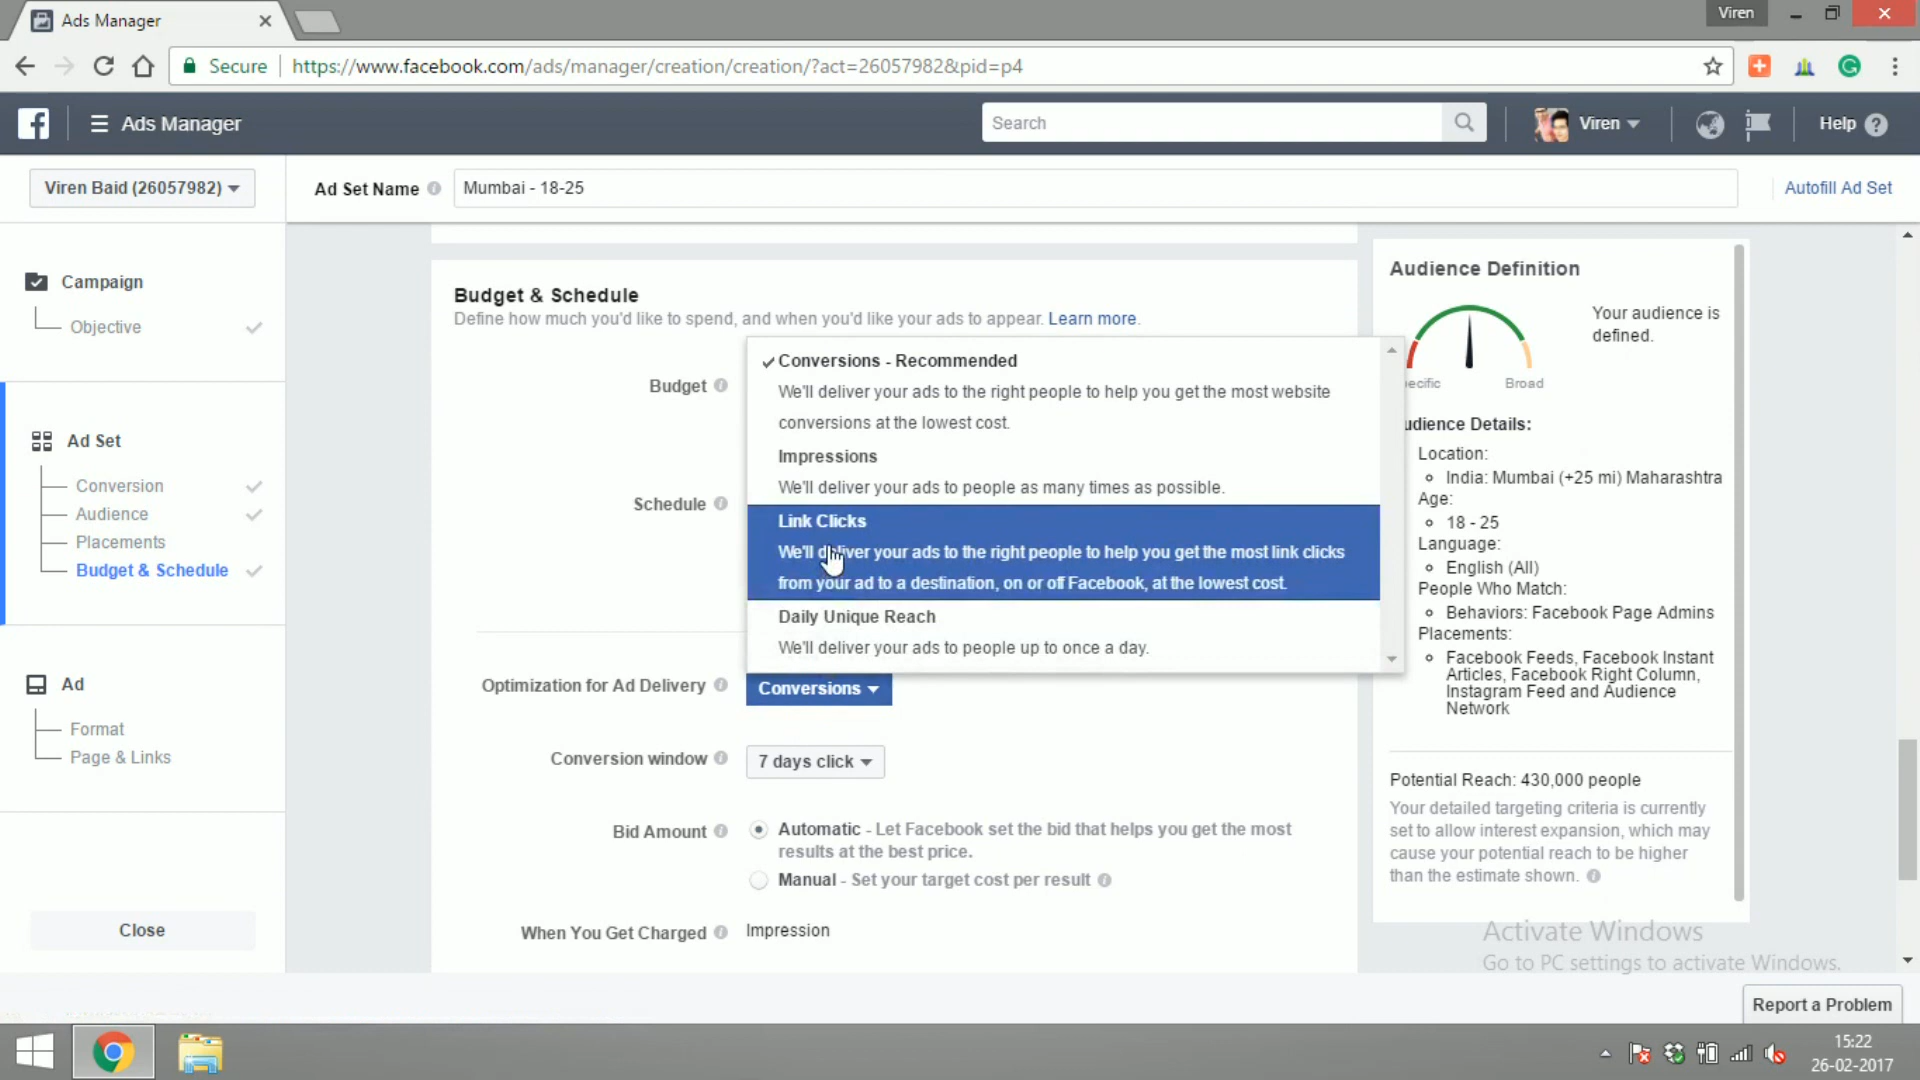 Ads Manager
Viren
Secure
https://www.facebook.com/ads/manager/creation/creation/?act=26057982&pid=p4
Ads Manager
Search
Viren
Help
Viren Baid (26057982)
Ad Set Name
Mumbai - 18-25
Autofill Ad Set
Campaign
Objective
Ad Set
Conversion
Audience
Placements
Budget & Schedule
Ad
Format
Page & Links
Close
Budget & Schedule
Define how much you'd like to spend, and when you'd like your ads to appear. Learn more.
Budget
Schedule
Conversions - Recommended
We'll deliver your ads to the right people to help you get the most website
conversions at the lowest cost.
Impressions
We'll deliver your ads to people as many times as possible.
Link Clicks
We'll deliver your ads to the right people to help you get the most link clicks
from your ad to a destination, on or off Facebook, at the lowest cost.
Daily Unique Reach
We'll deliver your ads to people up to once a day.
Optimization for Ad Delivery
Conversions
Conversion window
7 days click
Bid Amount
Automatic - Let Facebook set the bid that helps you get the most
results at the best price.
Manual - Set your target cost per result
When You Get Charged
Impression
Audience Definition
Your audience is
defined.
ecific
Broad
udience Details:
Location:
India: Mumbai (+25 mi) Maharashtra
Age:
18 - 25
Language:
English (All)
People Who Match:
Behaviors: Facebook Page Admins
Placements:
Facebook Feeds, Facebook Instant
Articles, Facebook Right Column,
Instagram Feed and Audience
Network
Potential Reach: 430,000 people
Your detailed targeting criteria is currently
set to allow interest expansion, which may
cause your potential reach to be higher
than the estimate shown.
Activate Windows
Go to PC settings to activate Windows.
Report a Problem
15:22
26-02-2017